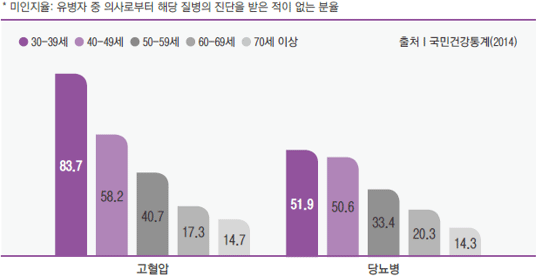 * 미인지율: 유병자 중 의사로부터 해당 질병의 진단을 받은 적이 없는 분율
30-39세 40-49세 50-59세 60-69세 70세 이상 출처 | 국민건강통계(2014)
83.7 58.2 40.7 17.3 14.7 51.9 50.6 33.4 20.3 14.3
고혈압 당뇨병